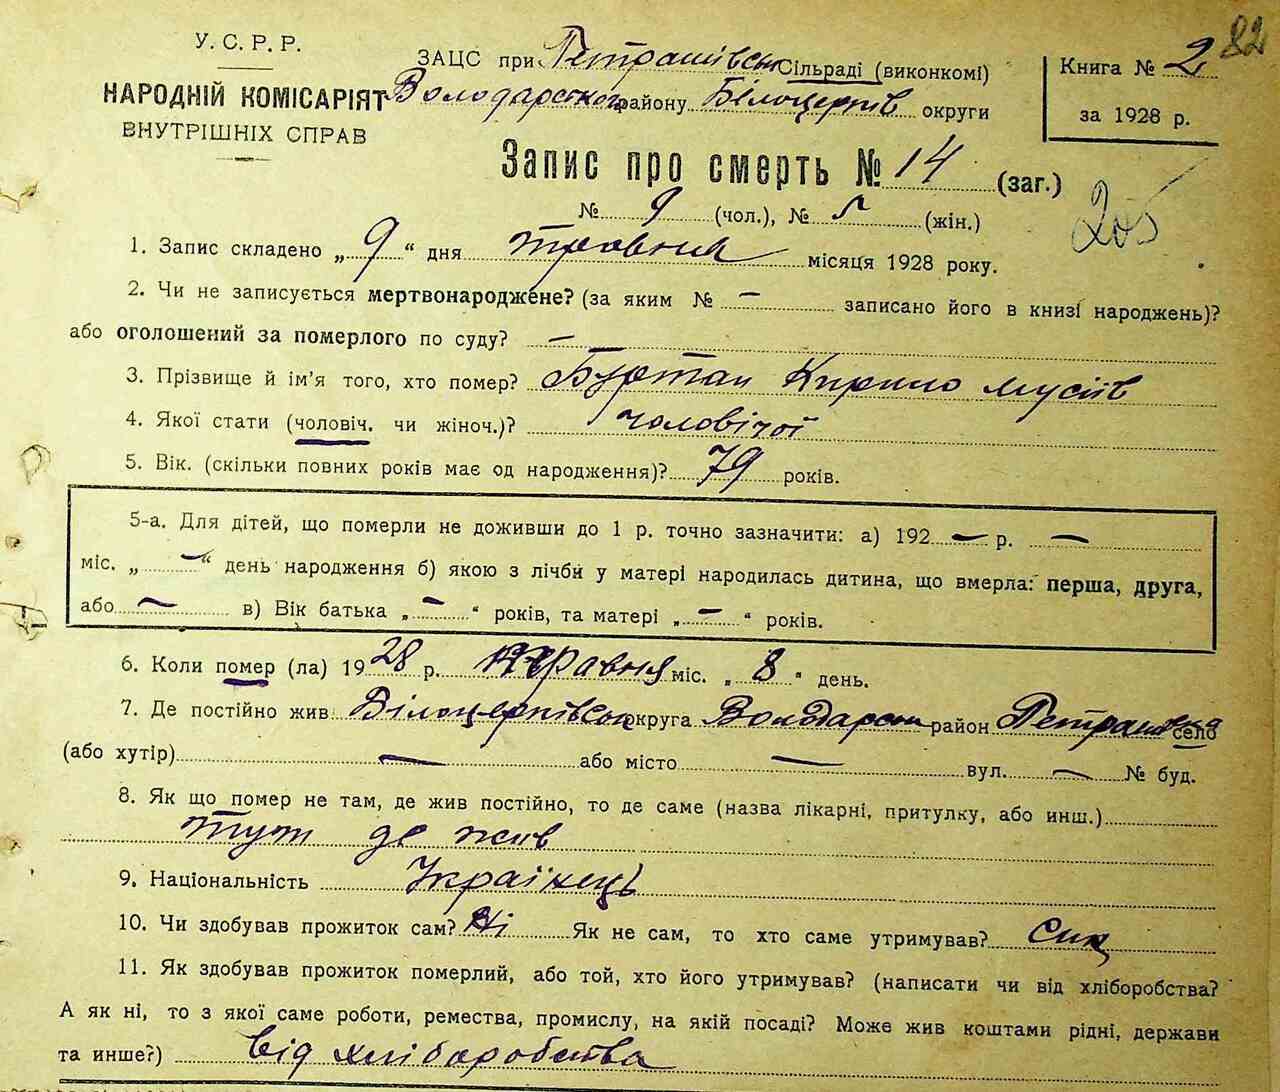 82
У. С. Р. Р.
НАРОДНІЙ КОМІСАРІЯТ
ВНУТРІШНІХ СПРАВ
ЗАЦС при Петрашівськ Сільраді (виконкомі)
Володарського району Білоцерків округи
Книга № 2
за 1928 р.
Запис про смерть № 14 (заг.)
№ 9 (чол.), № 5 (жін.)
205
1. Запис складено „ 9 “ дня травня місяця 1928 року.
2. Чи не записується мертвонароджене? (за яким № — записано його в книзі народжень)?
або оголошений за померлого по суду? —
3. Прізвище й ім'я того, хто помер? Буртан Кирило Мусіїв
4. Якої стати (чоловіч. чи жіноч.)? чоловічої
5. Вік. (скільки повних років має од народження)? 79 років.
5-а. Для дітей, що померли не доживши до 1 р. точно зазначити: а) 192 — р. —
міс. „ — “ день народження б) якою з лічби у матері народилась дитина, що вмерла: перша, друга,
або — в) Вік батька „ — “ років, та матері „ — “ років.
6. Коли помер (ла) 1928 р. травня міс. „ 8 “ день.
7. Де постійно жив Білоцерківськ округа Володарськ район Петрашівка село
(або хутір) — або місто — вул. — № буд.
8. Як що помер не там, де жив постійно, то де саме (назва лікарні, притулку, або инш.)
тут де жив
9. Національність Українець
10. Чи здобував прожиток сам? Ні Як не сам, то хто саме утримував? Син
11. Як здобував прожиток померлий, або той, хто його утримував? (написати чи від хліборобства?
А як ні, то з якої саме роботи, ремества, промислу, на якій посаді? Може жив коштами рідні, держави
та инше?) від хліборобства